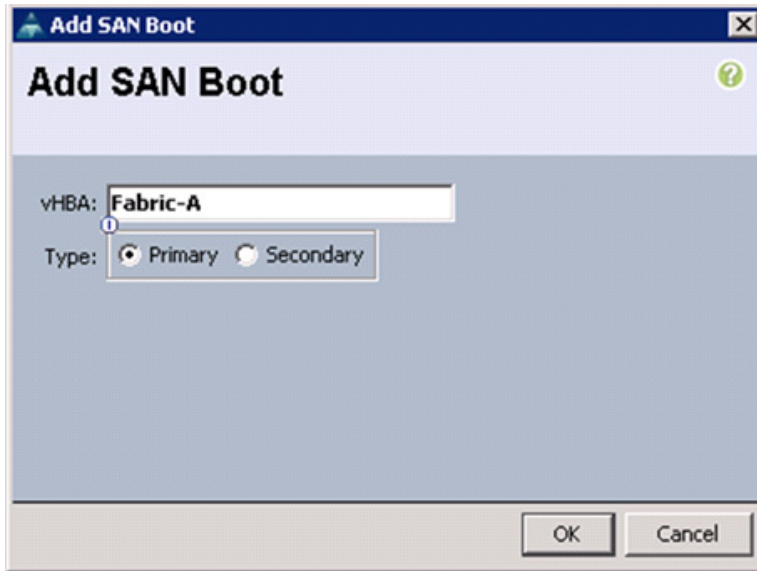 Add SAN Boot
Add SAN Boot
?
vHBA: Fabric-A
Type: Primary Secondary
OK Cancel